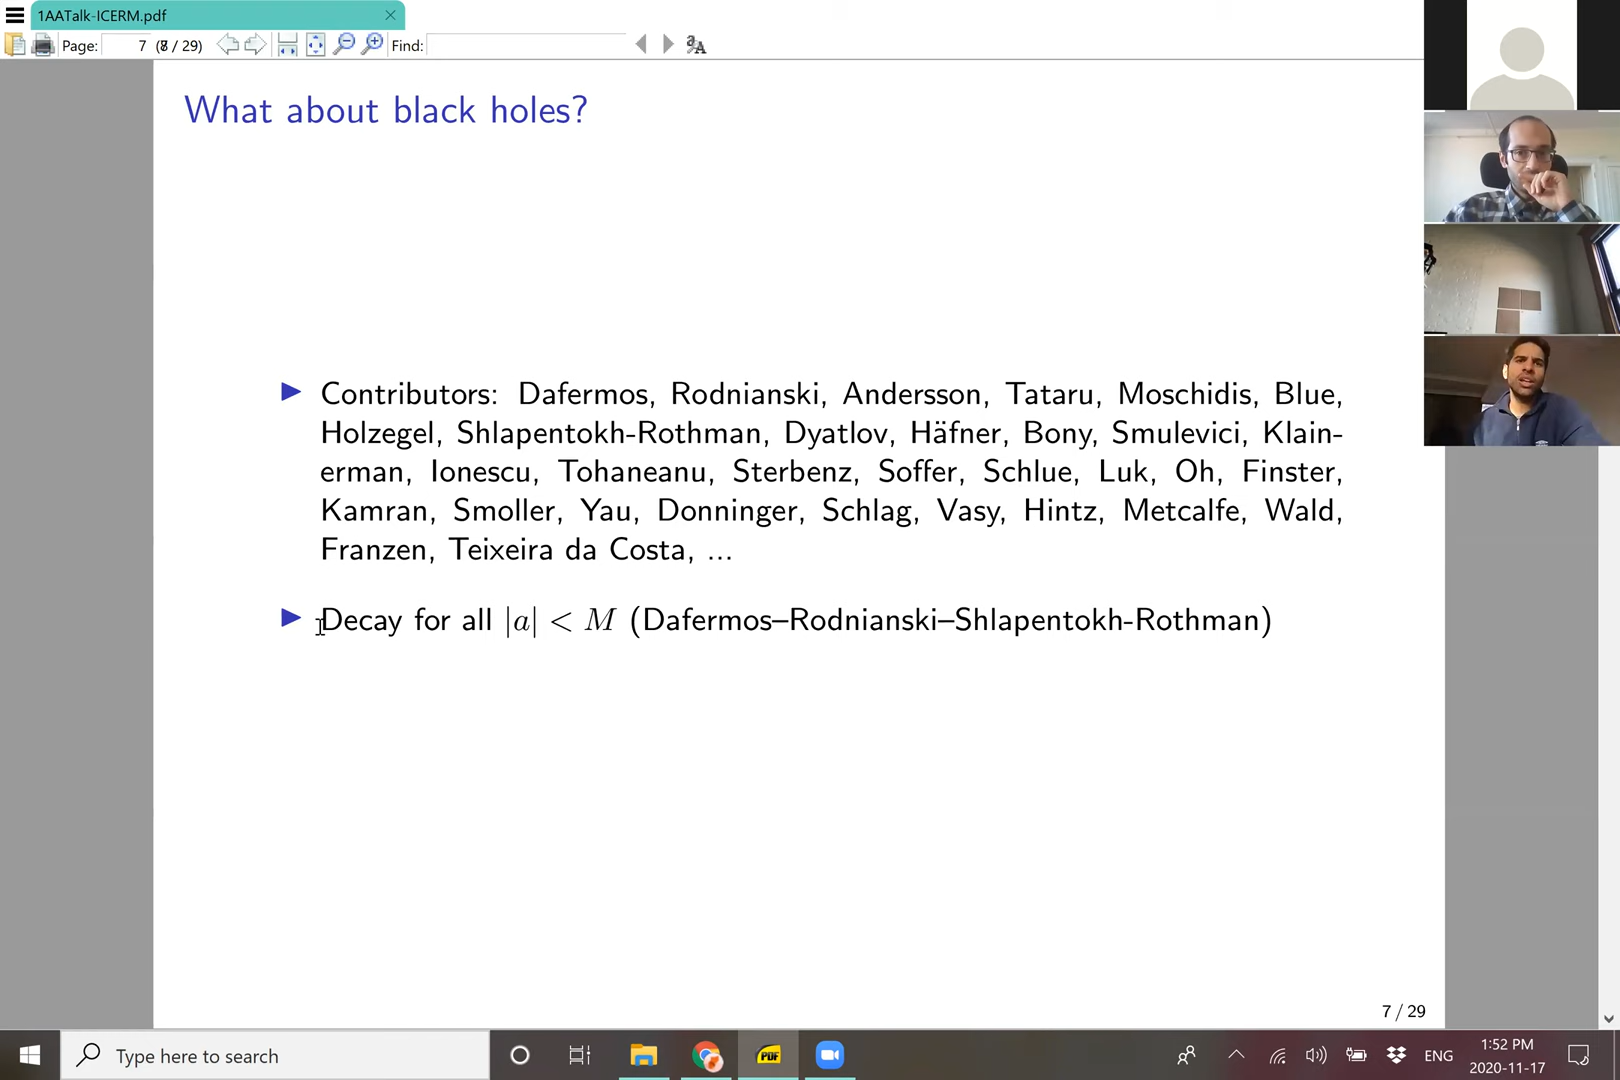 1AATalk-ICERM.pdf
Page: 7 (8 / 29) Find:
What about black holes?
Contributors: Dafermos, Rodnianski, Andersson, Tataru, Moschidis, Blue,
Holzegel, Shlapentokh-Rothman, Dyatlov, Häfner, Bony, Smulevici, Klain-
erman, Ionescu, Tohaneanu, Sterbenz, Soffer, Schlue, Luk, Oh, Finster,
Kamran, Smoller, Yau, Donninger, Schlag, Vasy, Hintz, Metcalfe, Wald,
Franzen, Teixeira da Costa, ...
Decay for all |a| < M (Dafermos–Rodnianski–Shlapentokh-Rothman)
7 / 29
Type here to search
PDF
ENG
1:52 PM
2020-11-17